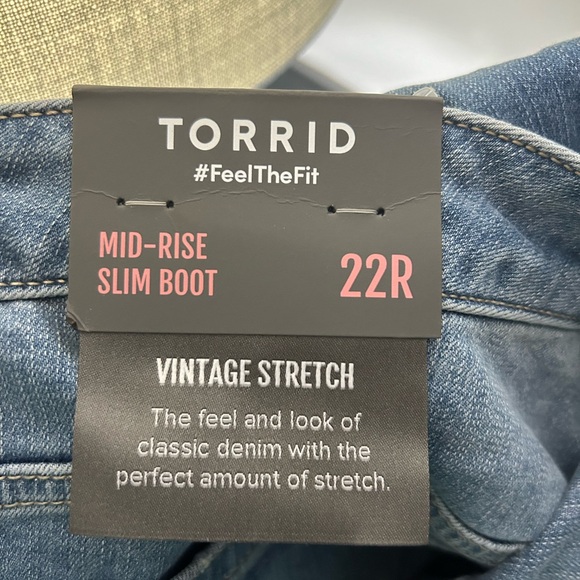 TORRID
#FeelTheFit
MID-RISE
SLIM BOOT
22R
VINTAGE STRETCH
The feel and look of
classic denim with the
perfect amount of stretch.